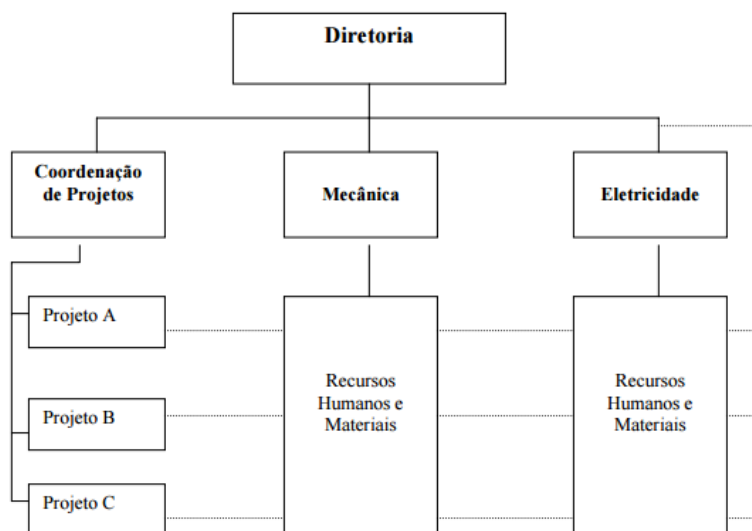 Diretoria
Coordenação
de Projetos
Mecânica
Eletricidade
Projeto A
Projeto B
Projeto C
Recursos
Humanos e
Materiais
Recursos
Humanos e
Materiais